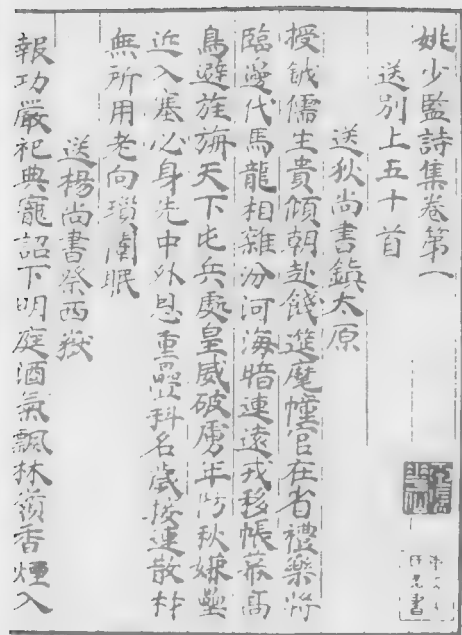 姚少監詩集卷第一
送別上五十首
送狄尚書鎮太原
授鉞儒生貴傾朝赴餞筵麾幢官在省禮樂將
臨邊代馬龍相雜汾河海暗連遠戎移帳幕高
鳥避旌旃天下屯兵處皇威破虜年防秋嫌壘
近入塞必身先中外恩重疊科名歲接連散材
無所用老向瑣闈眠
送楊尚書祭西嶽
報功嚴祀典寵詔下明庭酒氣飄林嶺香煙入